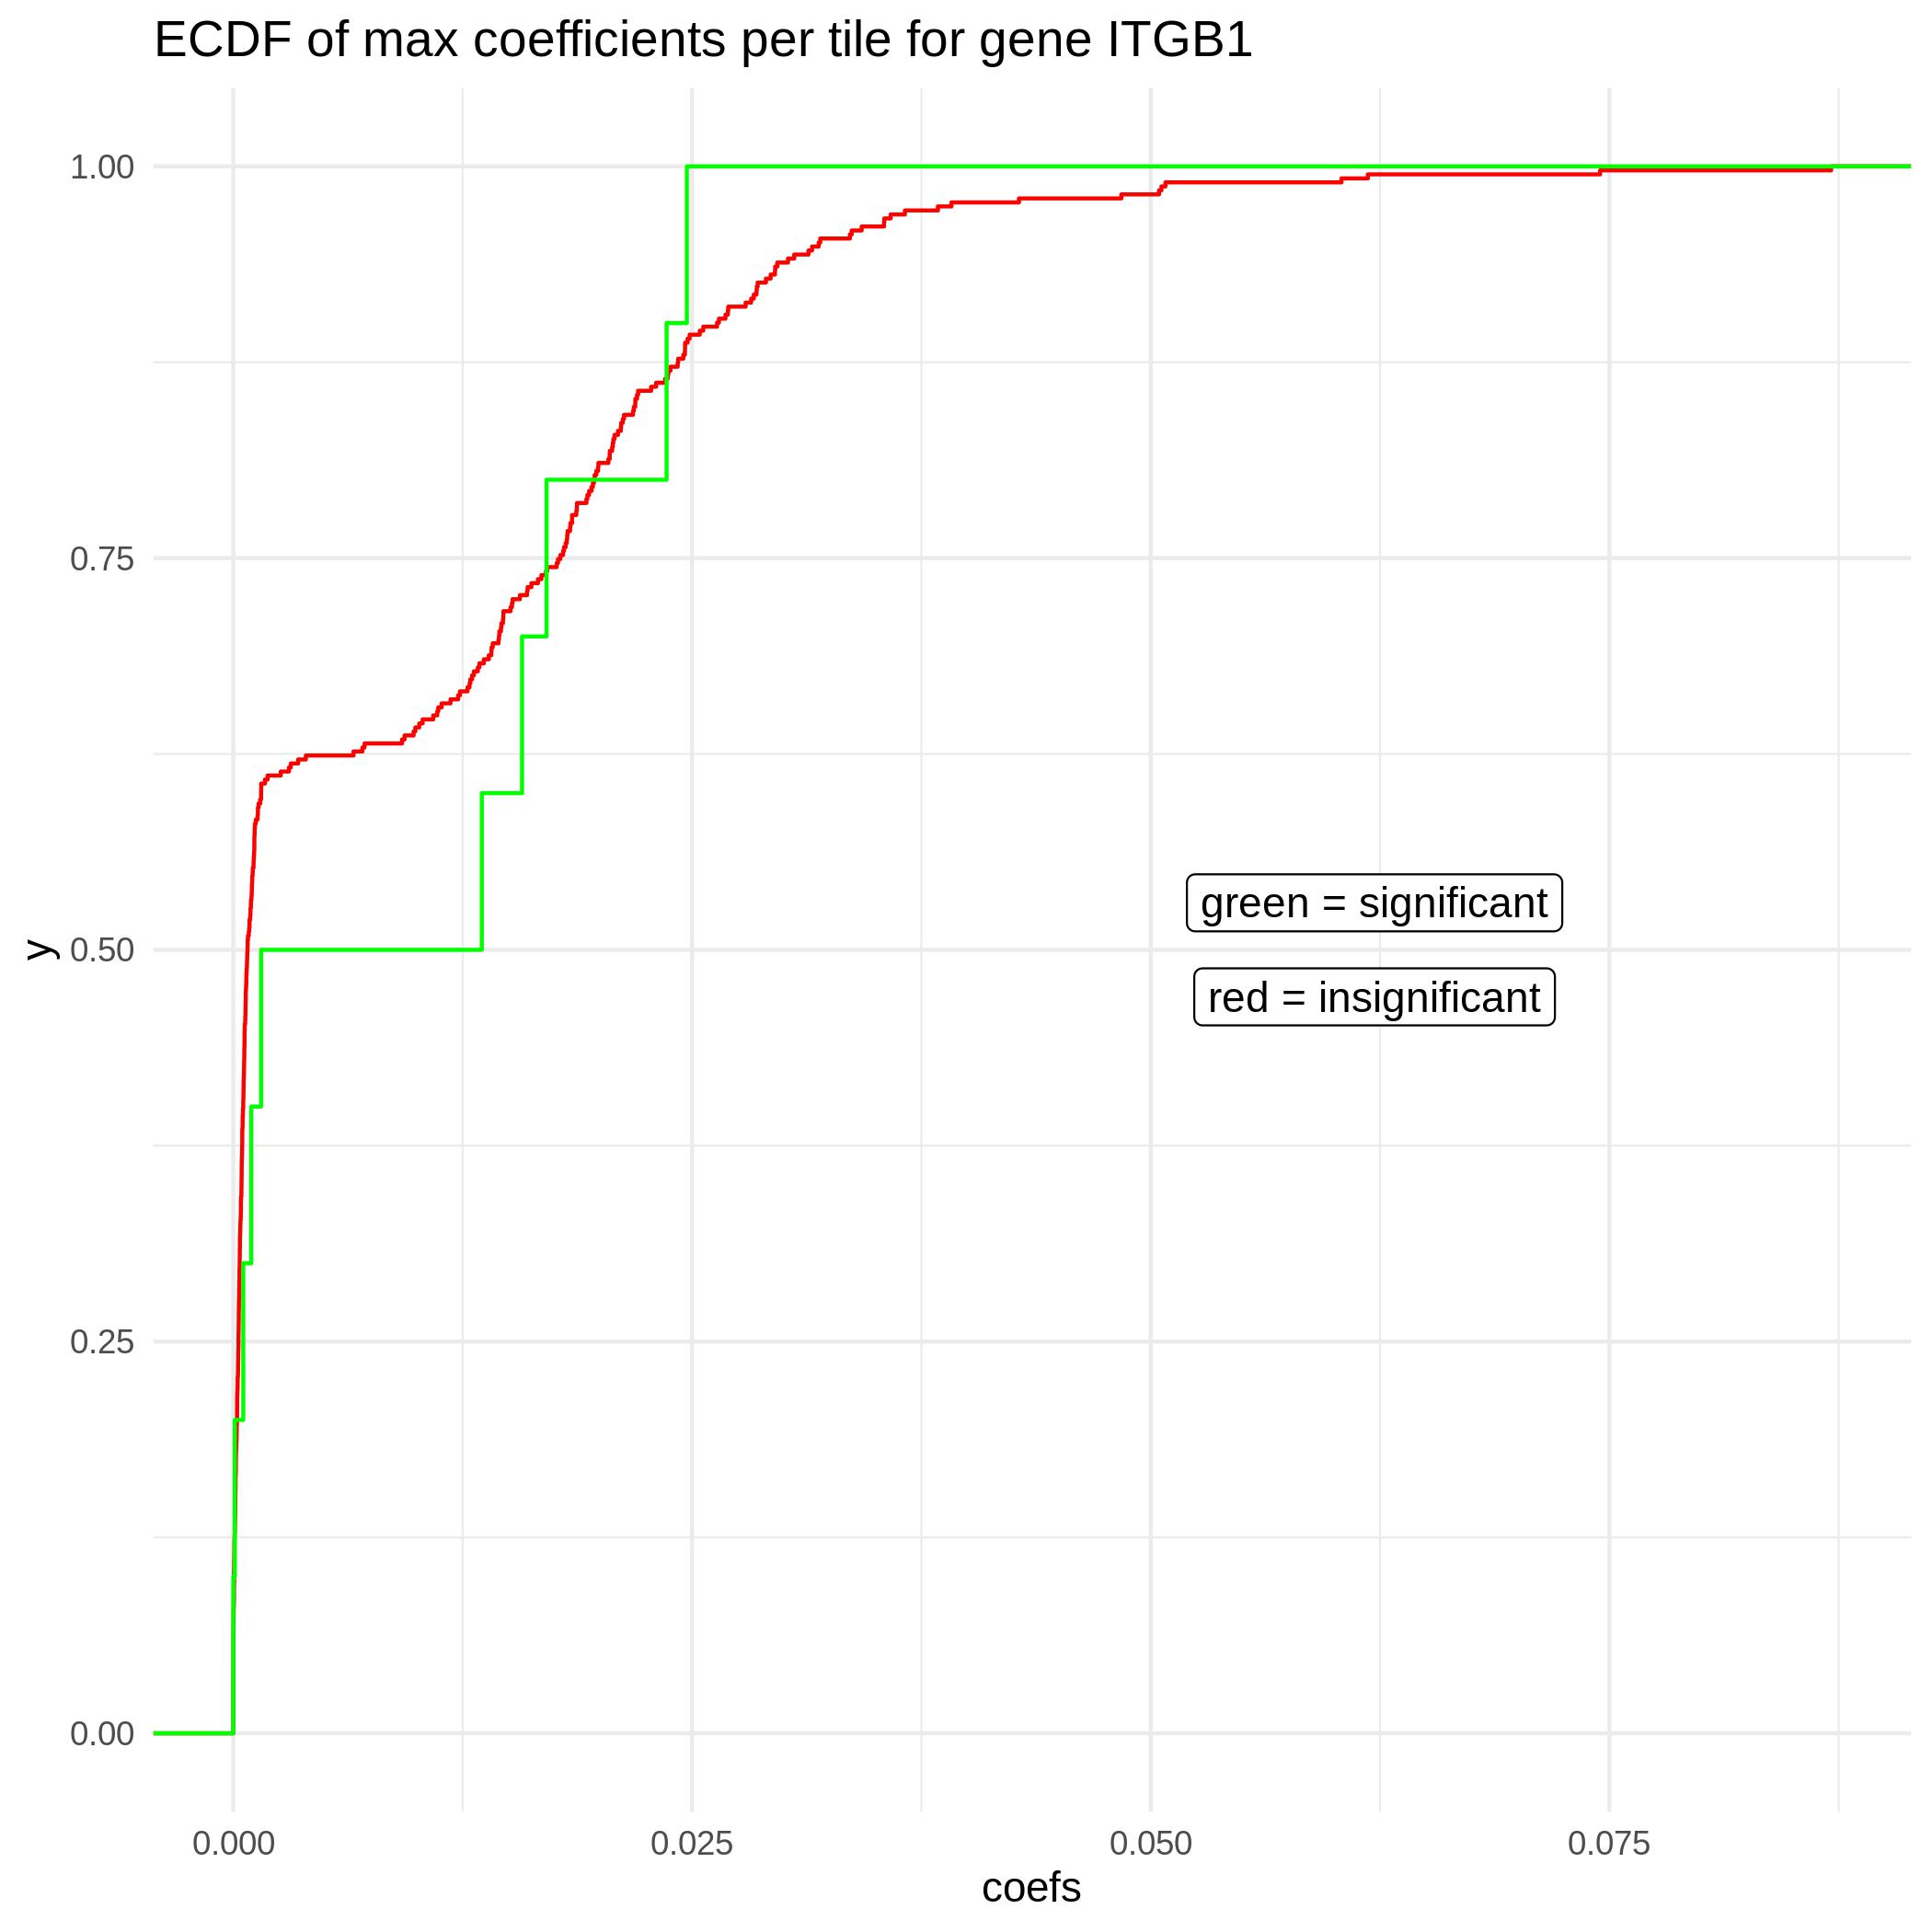 ECDF of max coefficients per tile for gene ITGB1
1.00
0.75
y
0.50
0.25
0.00
green = significant
red = insignificant
0.000
0.025
0.050
0.075
coefs